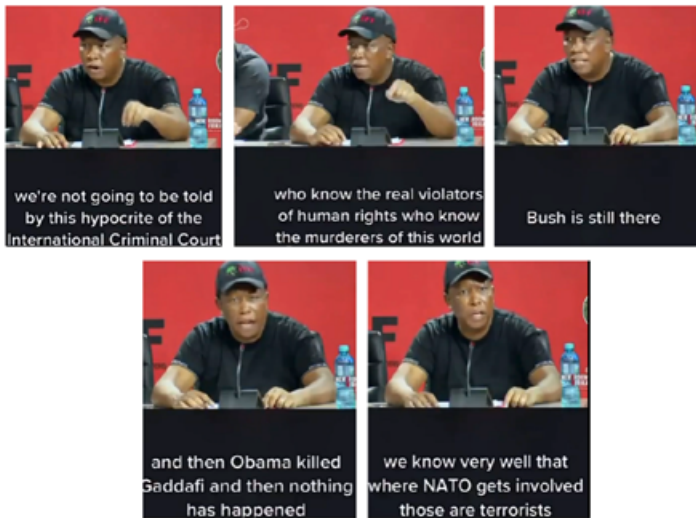 we're not going to be told
by this hypocrite of the
International Criminal Court
who know the real violators
of human rights who know
the murderers of this world
Bush is still there
and then Obama killed
Gaddafi and then nothing
has happened
we know very well that
where NATO gets involved
those are terrorists